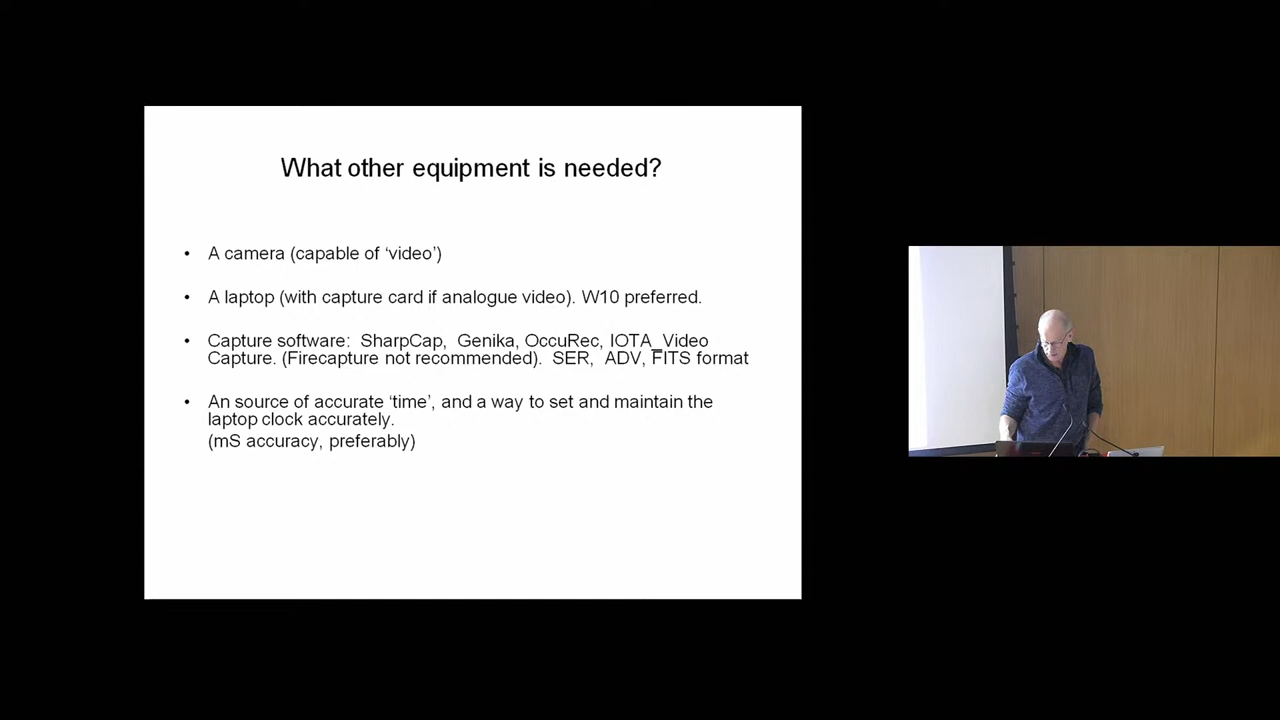 What other equipment is needed?
• A camera (capable of ‘video’)
• A laptop (with capture card if analogue video). W10 preferred.
• Capture software: SharpCap, Genika, OccuRec, IOTA_Video
Capture. (Firecapture not recommended). SER, ADV, FITS format
• An source of accurate ‘time’, and a way to set and maintain the
laptop clock accurately.
(mS accuracy, preferably)